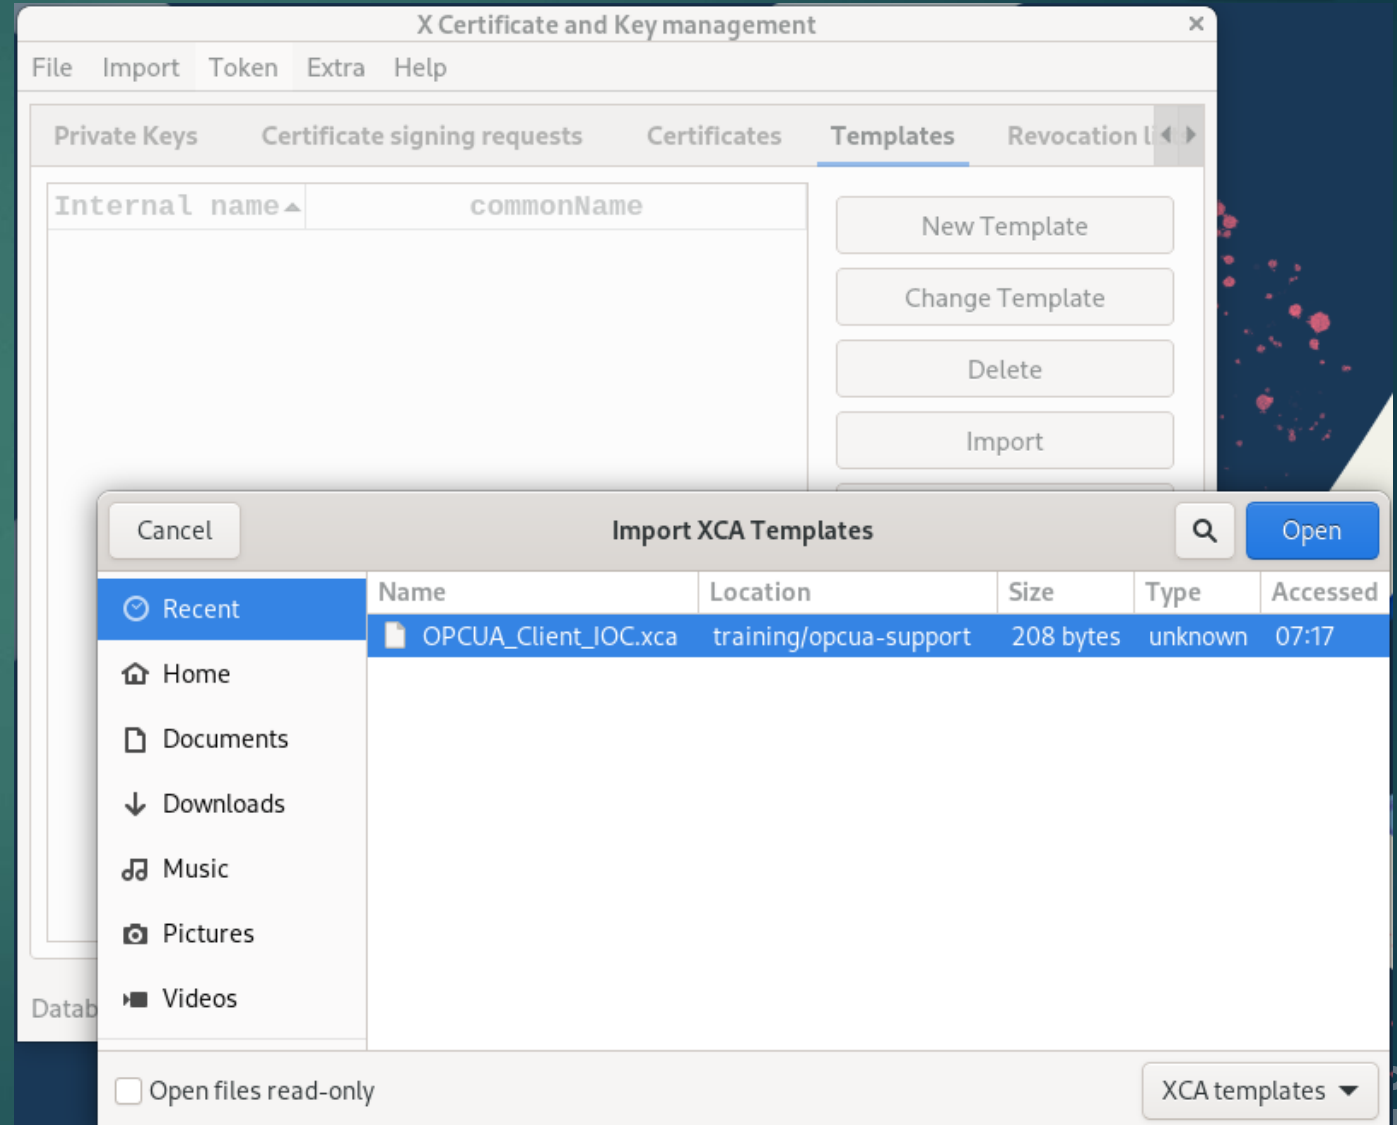 X Certificate and Key management
File Import Token Extra Help
Private Keys Certificate signing requests Certificates Templates Revocation
Internal name commonName
New Template
Change Template
Delete
Import
Cancel Import XCA Templates Open
Name Location Size Type Accessed
OPCUA_Client_IOC.xca training/opcua-support 208 bytes unknown 07:17
Recent
Home
Documents
Downloads
Music
Pictures
Videos
Datab
Open files read-only XCA templates